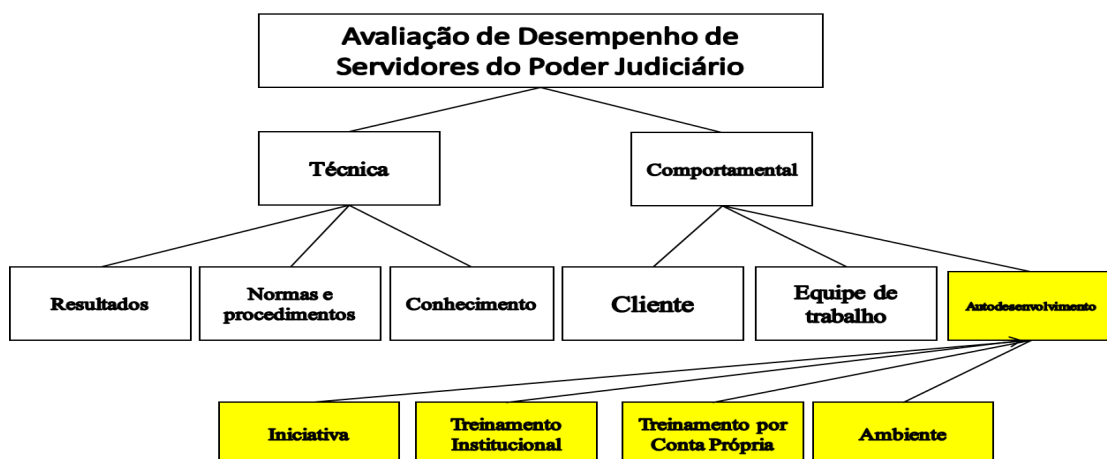 Avaliação de Desempenho de
Servidores do Poder Judiciário
Técnica
Comportamental
Resultados
Normas e
procedimentos
Conhecimento
Cliente
Equipe de
trabalho
Autodesenvolvimento
Iniciativa
Treinamento
Institucional
Treinamento por
Conta Própria
Ambiente